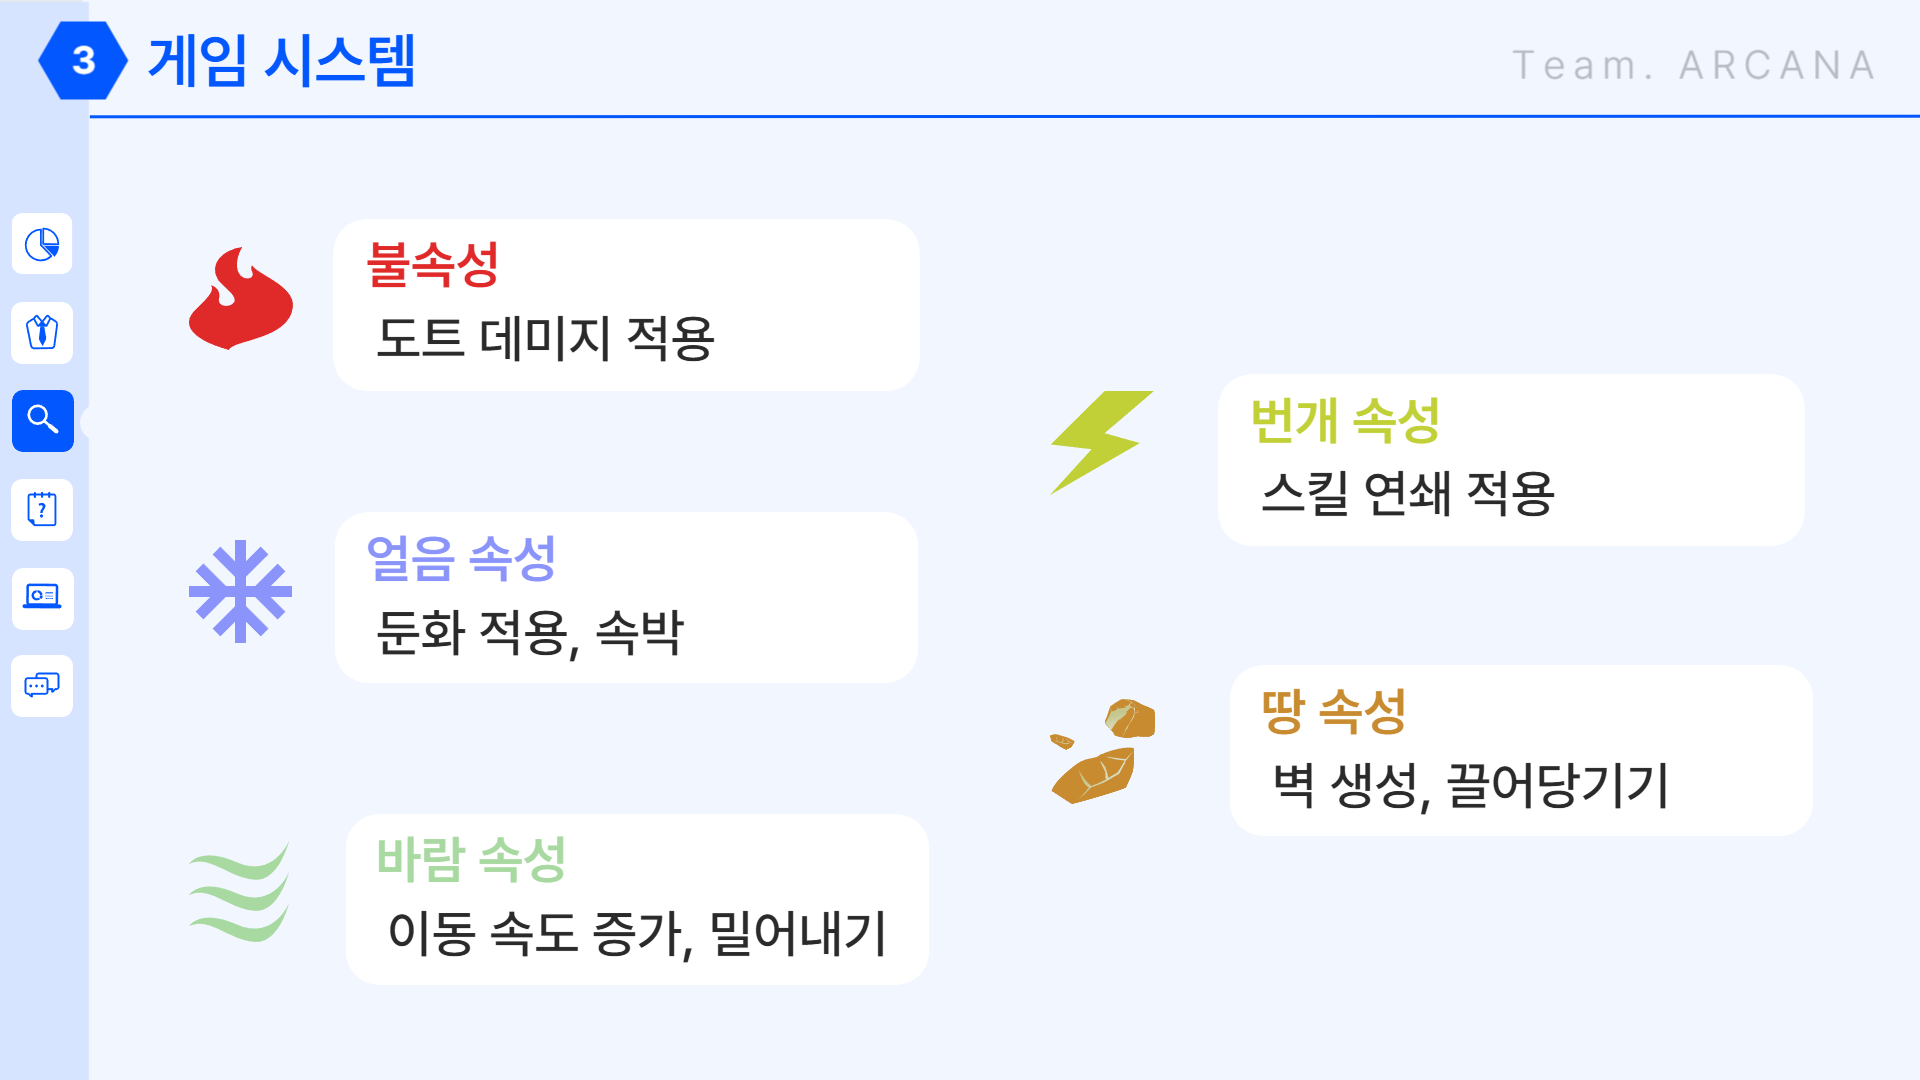 3
게임 시스템
Team. ARCANA
불속성
도트 데미지 적용
얼음 속성
둔화 적용, 속박
바람 속성
이동 속도 증가, 밀어내기
번개 속성
스킬 연쇄 적용
땅 속성
벽 생성, 끌어당기기
?